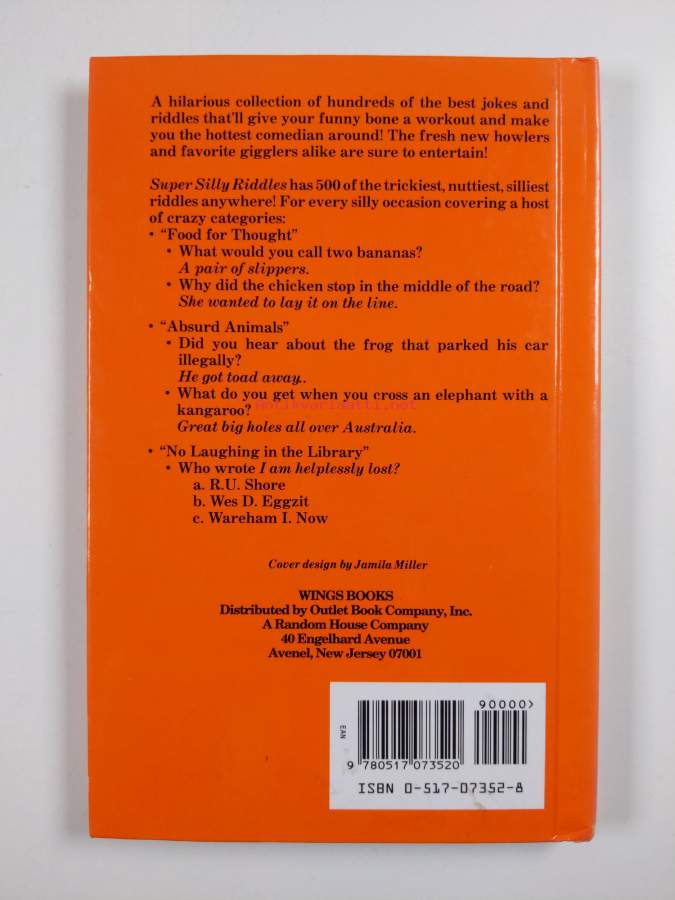 A hilarious collection of hundreds of the best jokes and
riddles that'll give your funny bone a workout and make
you the hottest comedian around! The fresh new howlers
and favorite gigglers alike are sure to entertain!
Super Silly Riddles has 500 of the trickiest, nuttiest, silliest
riddles anywhere! For every silly occasion covering a host
of crazy categories:
• "Food for Thought"
• What would you call two bananas?
A pair of slippers.
• Why did the chicken stop in the middle of the road?
She wanted to lay it on the line.
• "Absurd Animals"
• Did you hear about the frog that parked his car
illegally?
He got toad away..
• What do you get when you cross an elephant with a
kangaroo?
Great big holes all over Australia.
• "No Laughing in the Library"
• Who wrote I am helplessly lost?
a. R.U. Shore
b. Wes D. Eggzit
c. Wareham I. Now
Cover design by Jamila Miller
WINGS BOOKS
Distributed by Outlet Book Company, Inc.
A Random House Company
40 Engelhard Avenue
Avenel, New Jersey 07001
EAN
90000>
9 780517 073520
ISBN 0-517-07352-8